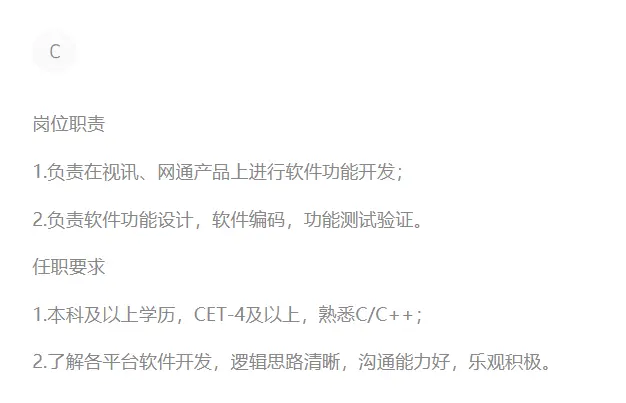 C
岗位职责
1.负责在视讯、网通产品上进行软件功能开发；
2.负责软件功能设计，软件编码，功能测试验证。
任职要求
1.本科及以上学历，CET-4及以上，熟悉C/C++；
2.了解各平台软件开发，逻辑思路清晰，沟通能力好，乐观积极。